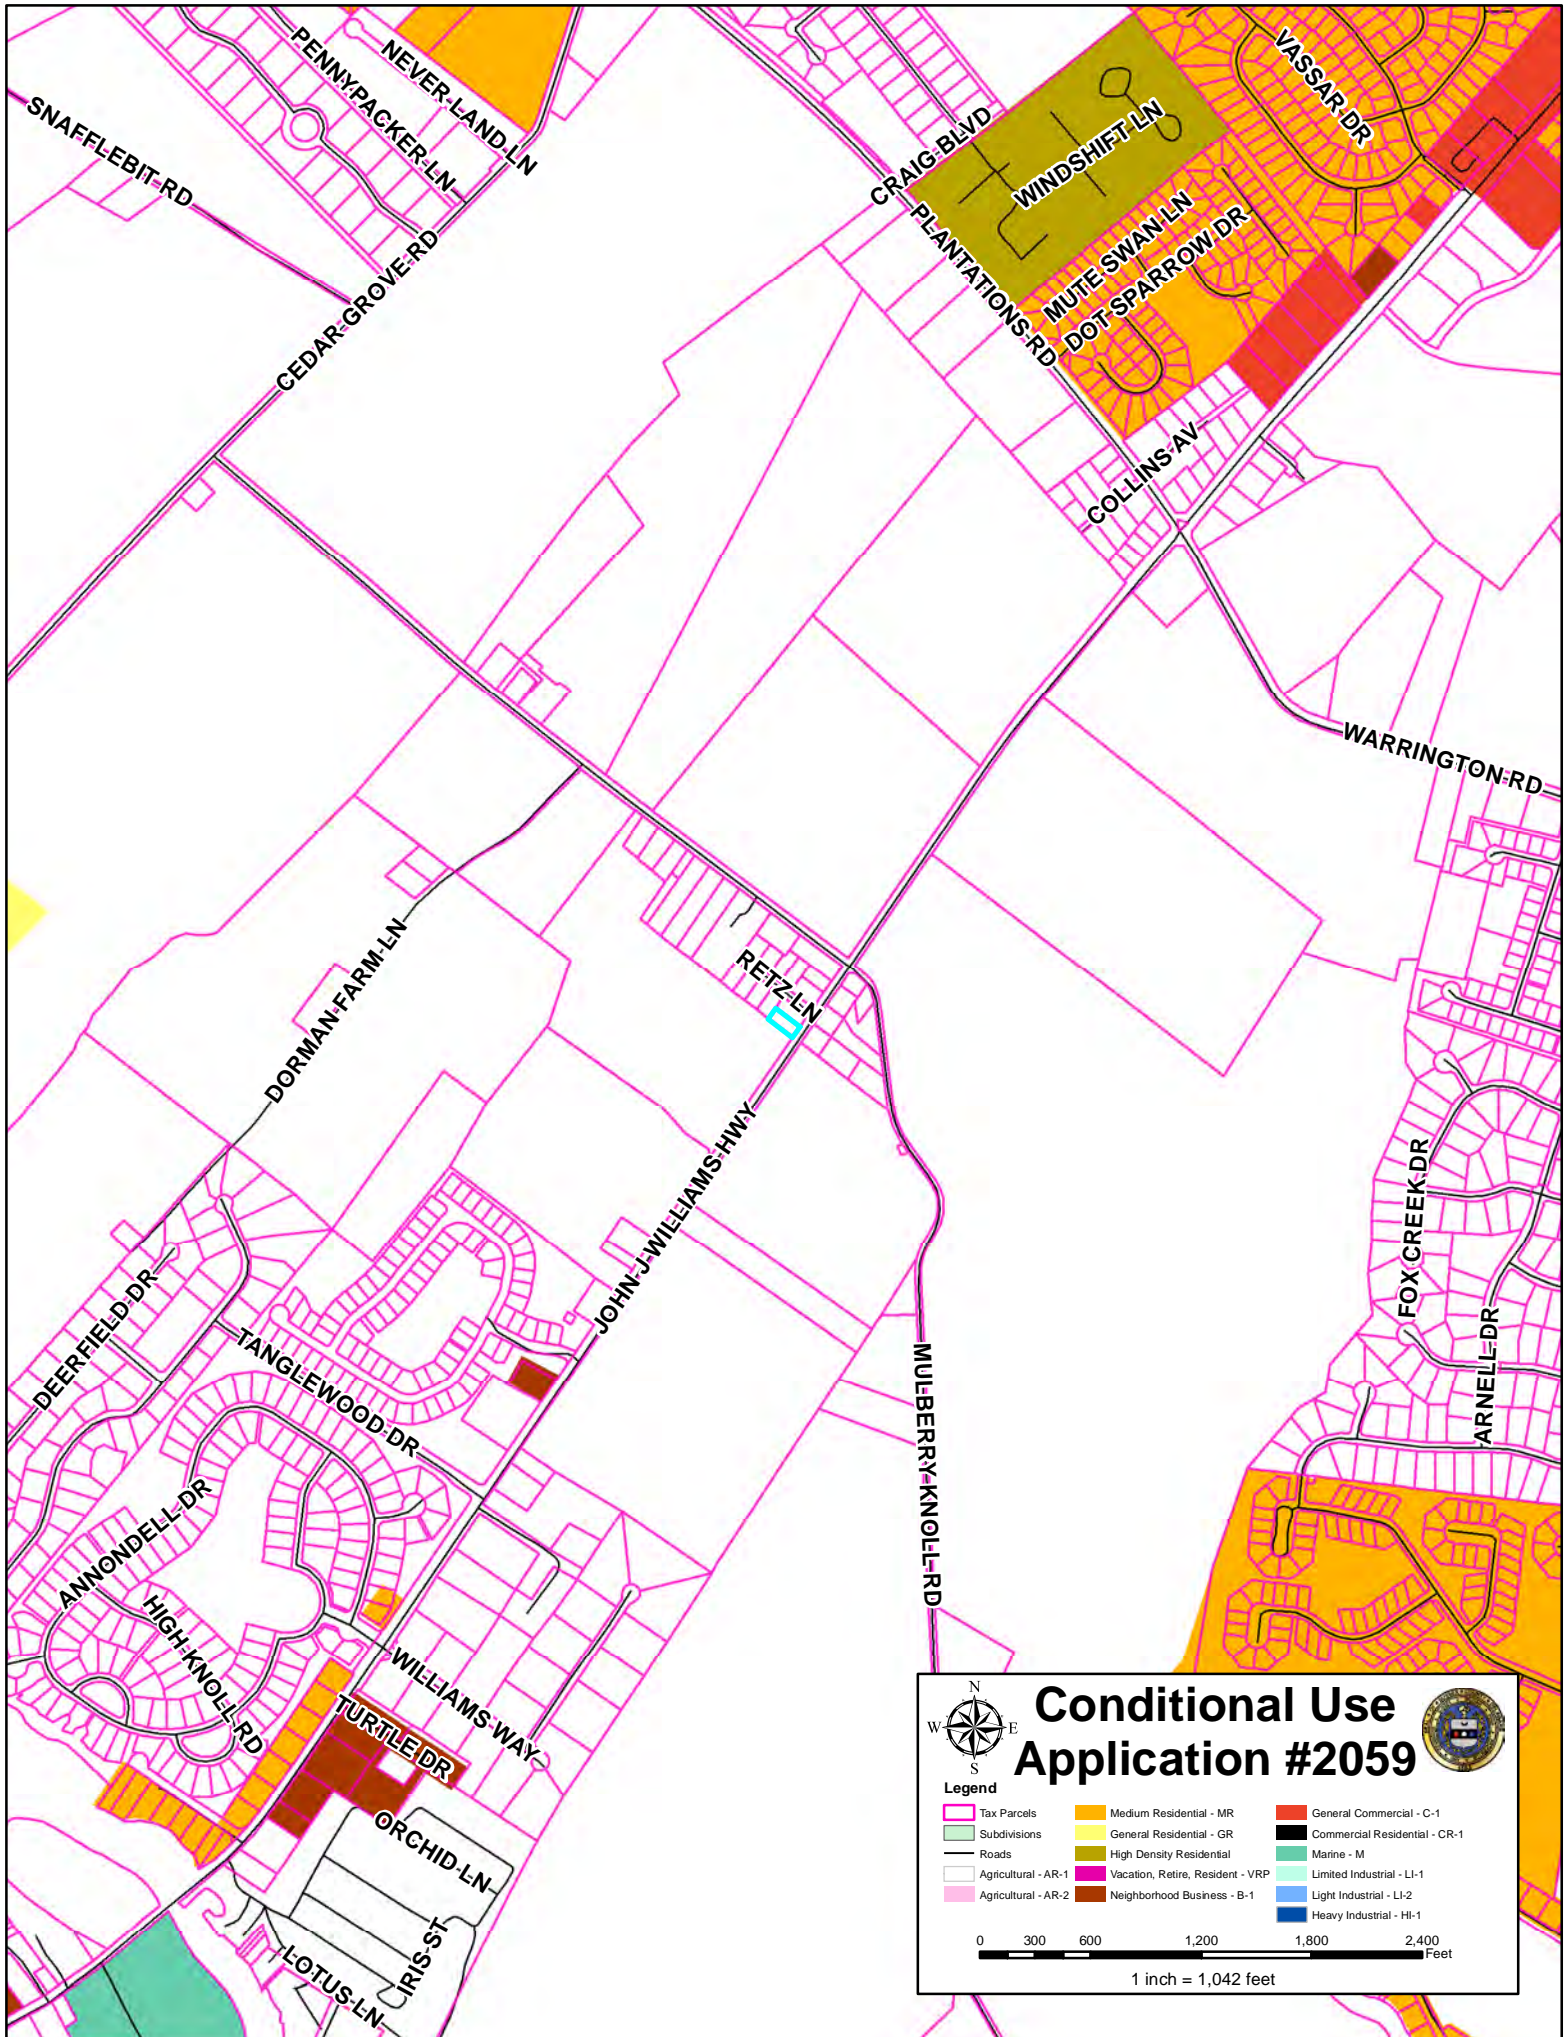 PENNY PACKER LN
NEVER LAND LN
SNAFFLEBIT RD
CEDAR GROVE RD
CRAIG BLVD
WINDSHIFT LN
VASSAR DR
PLANTATIONS RD
MUTE SWAN LN
DOT SPARROW DR
COLLINS AV
WARRINGTON RD
DORMAN FARM LN
RETZ LN
JOHN J WILLIAMS HWY
FOX CREEK DR
ARNELL DR
DEERFIELD DR
TANGLEWOOD DR
MULBERRY KNOLL RD
ANNONDELL DR
HIGH KNOLL RD
WILLIAMS WAY
TURTLE DR
ORCHID LN
IRIS ST
LOTUS LN
N
W E
S
Conditional Use
Application #2059
Legend
Tax Parcels Medium Residential - MR General Commercial - C-1
Subdivisions General Residential - GR Commercial Residential - CR-1
Roads High Density Residential Marine - M
Agricultural - AR-1 Vacation, Retire, Resident - VRP Limited Industrial - LI-1
Agricultural - AR-2 Neighborhood Business - B-1 Light Industrial - LI-2
Heavy Industrial - HI-1
0 300 600 1,200 1,800 2,400
Feet
1 inch = 1,042 feet